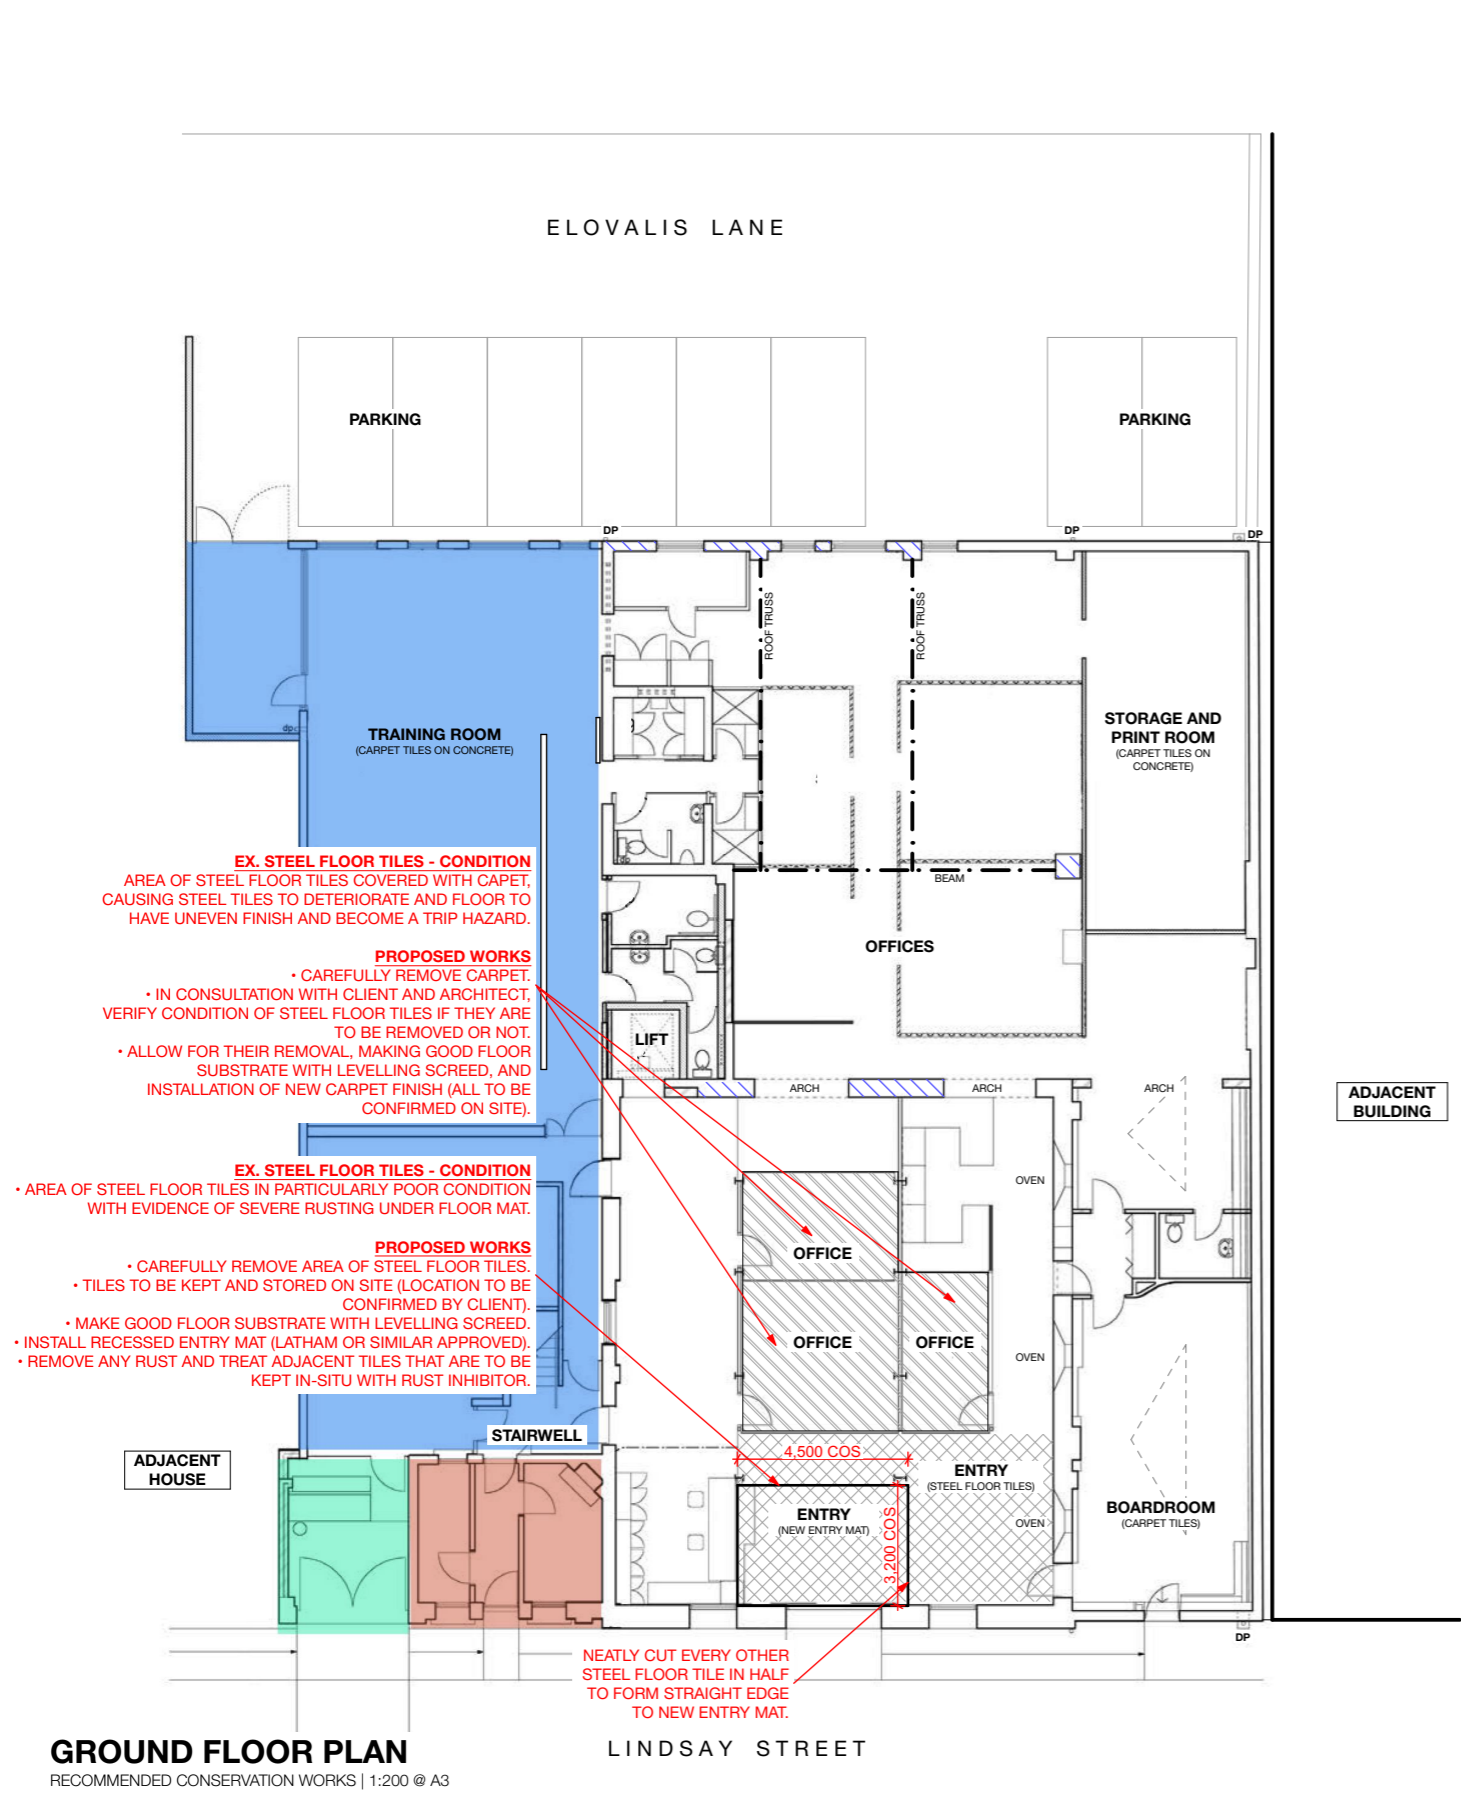 ELOVALIS LANE
PARKING
PARKING
DP
DP
DP
ROOF TRUSS
ROOF TRUSS
TRAINING ROOM
(CARPET TILES ON CONCRETE)
dp
STORAGE AND
PRINT ROOM
(CARPET TILES ON
CONCRETE)
dp
BEAM
OFFICES
EX. STEEL FLOOR TILES - CONDITION
AREA OF STEEL FLOOR TILES COVERED WITH CAPET,
CAUSING STEEL TILES TO DETERIORATE AND FLOOR TO
HAVE UNEVEN FINISH AND BECOME A TRIP HAZARD.
PROPOSED WORKS
• CAREFULLY REMOVE CARPET.
• IN CONSULTATION WITH CLIENT AND ARCHITECT,
VERIFY CONDITION OF STEEL FLOOR TILES IF THEY ARE
TO BE REMOVED OR NOT.
• ALLOW FOR THEIR REMOVAL, MAKING GOOD FLOOR
SUBSTRATE WITH LEVELLING SCREED, AND
INSTALLATION OF NEW CARPET FINISH (ALL TO BE
CONFIRMED ON SITE).
LIFT
ARCH
ARCH
ARCH
ADJACENT
BUILDING
EX. STEEL FLOOR TILES - CONDITION
• AREA OF STEEL FLOOR TILES IN PARTICULARLY POOR CONDITION
WITH EVIDENCE OF SEVERE RUSTING UNDER FLOOR MAT.
PROPOSED WORKS
• CAREFULLY REMOVE AREA OF STEEL FLOOR TILES.
• TILES TO BE KEPT AND STORED ON SITE (LOCATION TO BE
CONFIRMED BY CLIENT).
• MAKE GOOD FLOOR SUBSTRATE WITH LEVELLING SCREED.
• INSTALL RECESSED ENTRY MAT (LATHAM OR SIMILAR APPROVED).
• REMOVE ANY RUST AND TREAT ADJACENT TILES THAT ARE TO BE
KEPT IN-SITU WITH RUST INHIBITOR.
OVEN
OFFICE
OFFICE
OFFICE
OVEN
STAIRWELL
ADJACENT
HOUSE
4,500 COS
ENTRY
(STEEL FLOOR TILES)
ENTRY
(NEW ENTRY MAT)
3,200 COS
OVEN
BOARDROOM
(CARPET TILES)
DP
NEATLY CUT EVERY OTHER
STEEL FLOOR TILE IN HALF
TO FORM STRAIGHT EDGE
TO NEW ENTRY MAT.
LINDSAY STREET
GROUND FLOOR PLAN
RECOMMENDED CONSERVATION WORKS | 1:200 @ A3